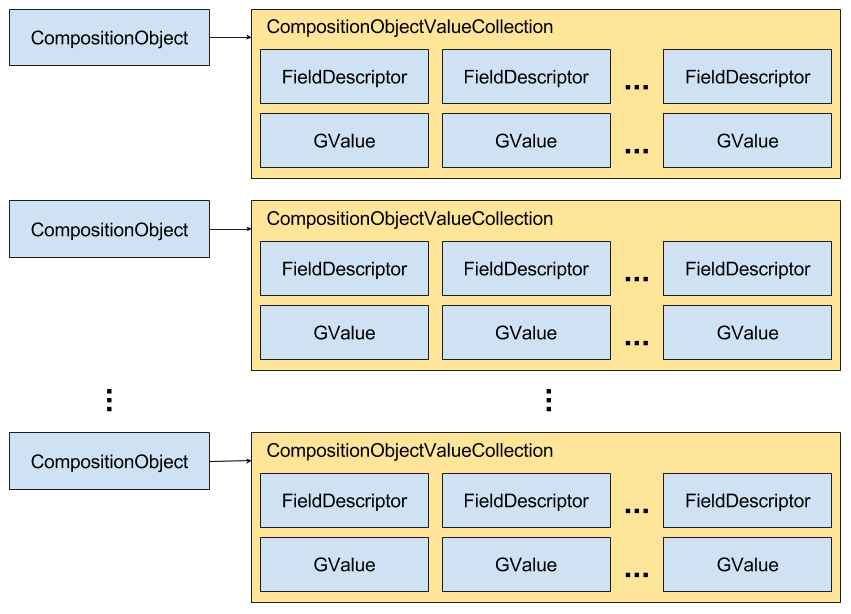 CompositionObject
CompositionObjectValueCollection
FieldDescriptor FieldDescriptor ... FieldDescriptor
GValue GValue ... GValue
CompositionObject
CompositionObjectValueCollection
FieldDescriptor FieldDescriptor ... FieldDescriptor
GValue GValue ... GValue
CompositionObject
CompositionObjectValueCollection
FieldDescriptor FieldDescriptor ... FieldDescriptor
GValue GValue ... GValue